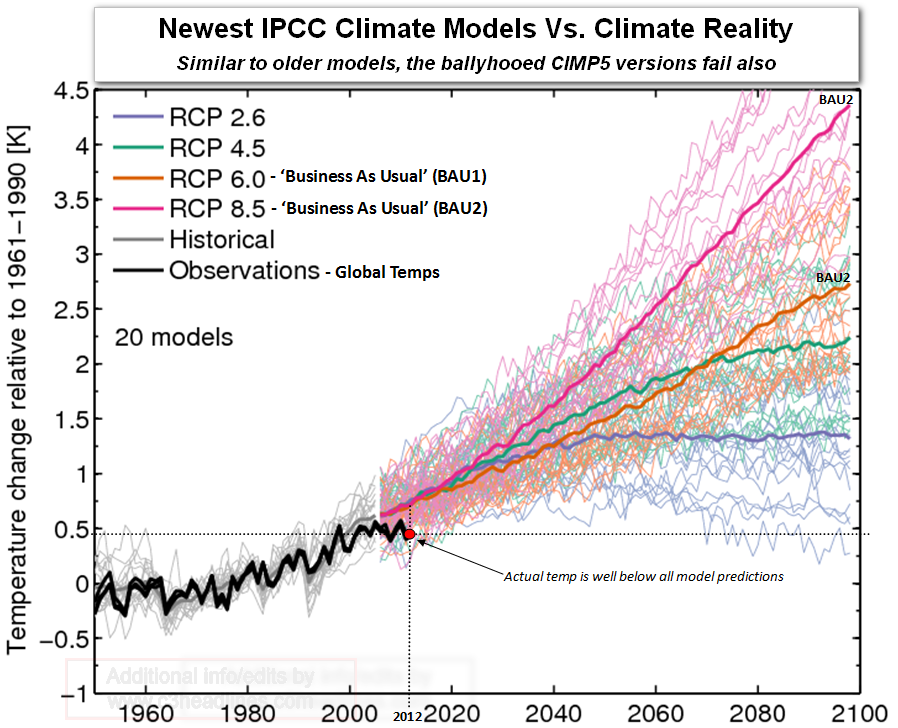 Newest IPCC Climate Models Vs. Climate Reality
Similar to older models, the ballyhooed CIMP5 versions fail also
Temperature change relative to 1961–1990 [K]
4.5
4
3.5
3
2.5
2
1.5
1
0.5
0
−0.5
−1
RCP 2.6
RCP 4.5
RCP 6.0 - ‘Business As Usual’ (BAU1)
RCP 8.5 - ‘Business As Usual’ (BAU2)
Historical
Observations - Global Temps
20 models
BAU2
BAU2
Actual temp is well below all model predictions
Additional info/edits by
www.c3headlines.com
1960
1980
2000
2012
2020
2040
2060
2080
2100